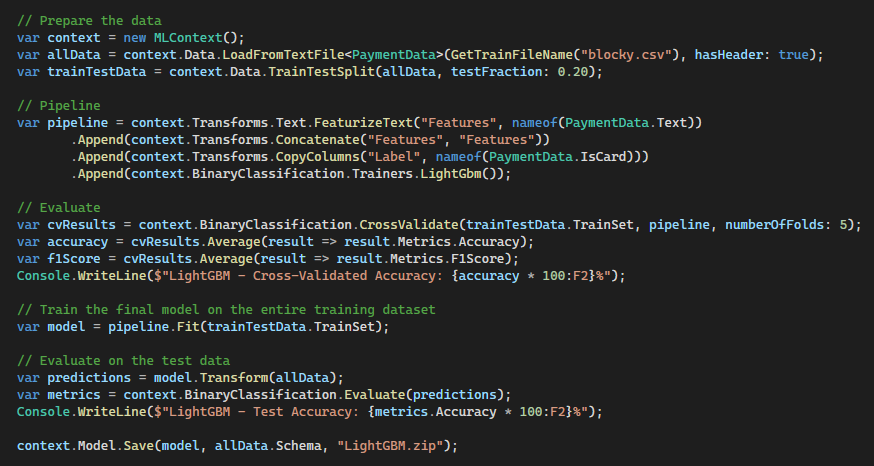 // Prepare the data
var context = new MLContext();
var allData = context.Data.LoadFromTextFile<PaymentData>(GetTrainFileName("blocky.csv"), hasHeader: true);
var trainTestData = context.Data.TrainTestSplit(allData, testFraction: 0.20);

// Pipeline
var pipeline = context.Transforms.Text.FeaturizeText("Features", nameof(PaymentData.Text))
        .Append(context.Transforms.Concatenate("Features", "Features"))
        .Append(context.Transforms.CopyColumns("Label", nameof(PaymentData.IsCard)))
        .Append(context.BinaryClassification.Trainers.LightGbm());

// Evaluate
var cvResults = context.BinaryClassification.CrossValidate(trainTestData.TrainSet, pipeline, numberOfFolds: 5);
var accuracy = cvResults.Average(result => result.Metrics.Accuracy);
var f1Score = cvResults.Average(result => result.Metrics.F1Score);
Console.WriteLine($"LightGBM - Cross-Validated Accuracy: {accuracy * 100:F2}%");

// Train the final model on the entire training dataset
var model = pipeline.Fit(trainTestData.TrainSet);

// Evaluate on the test data
var predictions = model.Transform(allData);
var metrics = context.BinaryClassification.Evaluate(predictions);
Console.WriteLine($"LightGBM - Test Accuracy: {metrics.Accuracy * 100:F2}%");

context.Model.Save(model, allData.Schema, "LightGBM.zip");